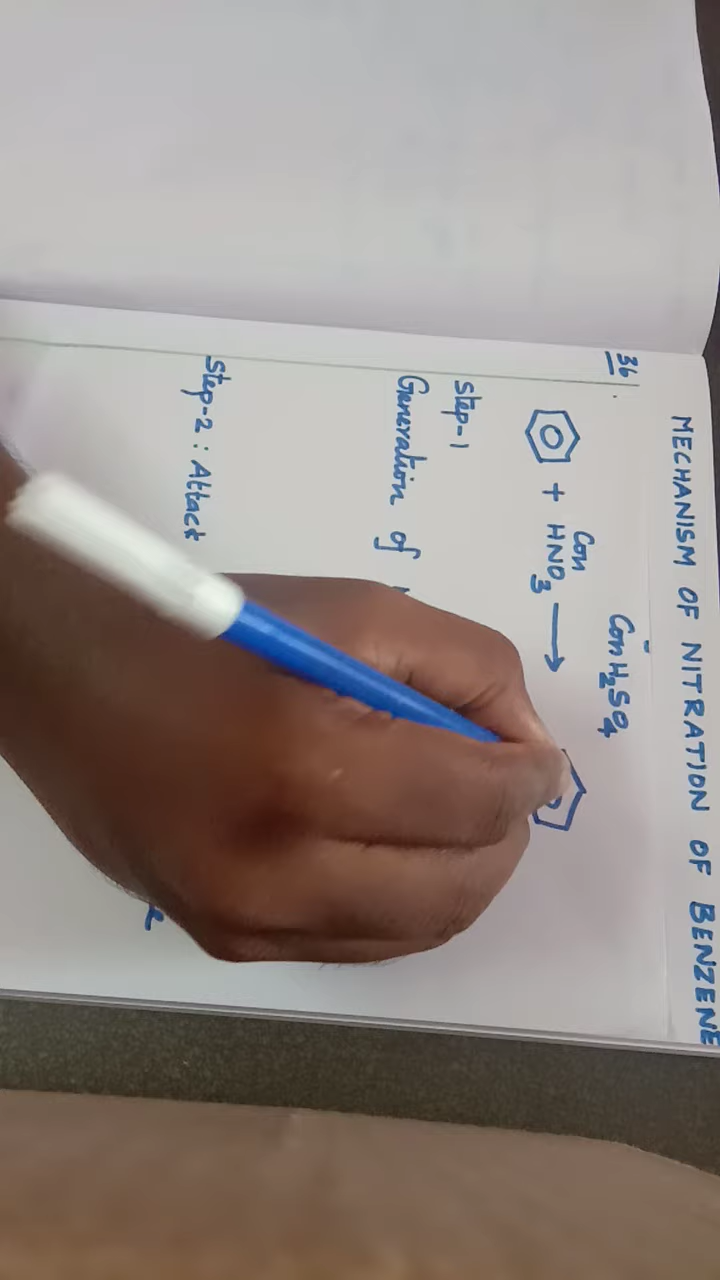 MECHANISM OF NITRATION OF BENZENE
36.
Con H₂SO₄
Con
+ HNO₃ →
Step-1
Generation of
Step-2 : Attack